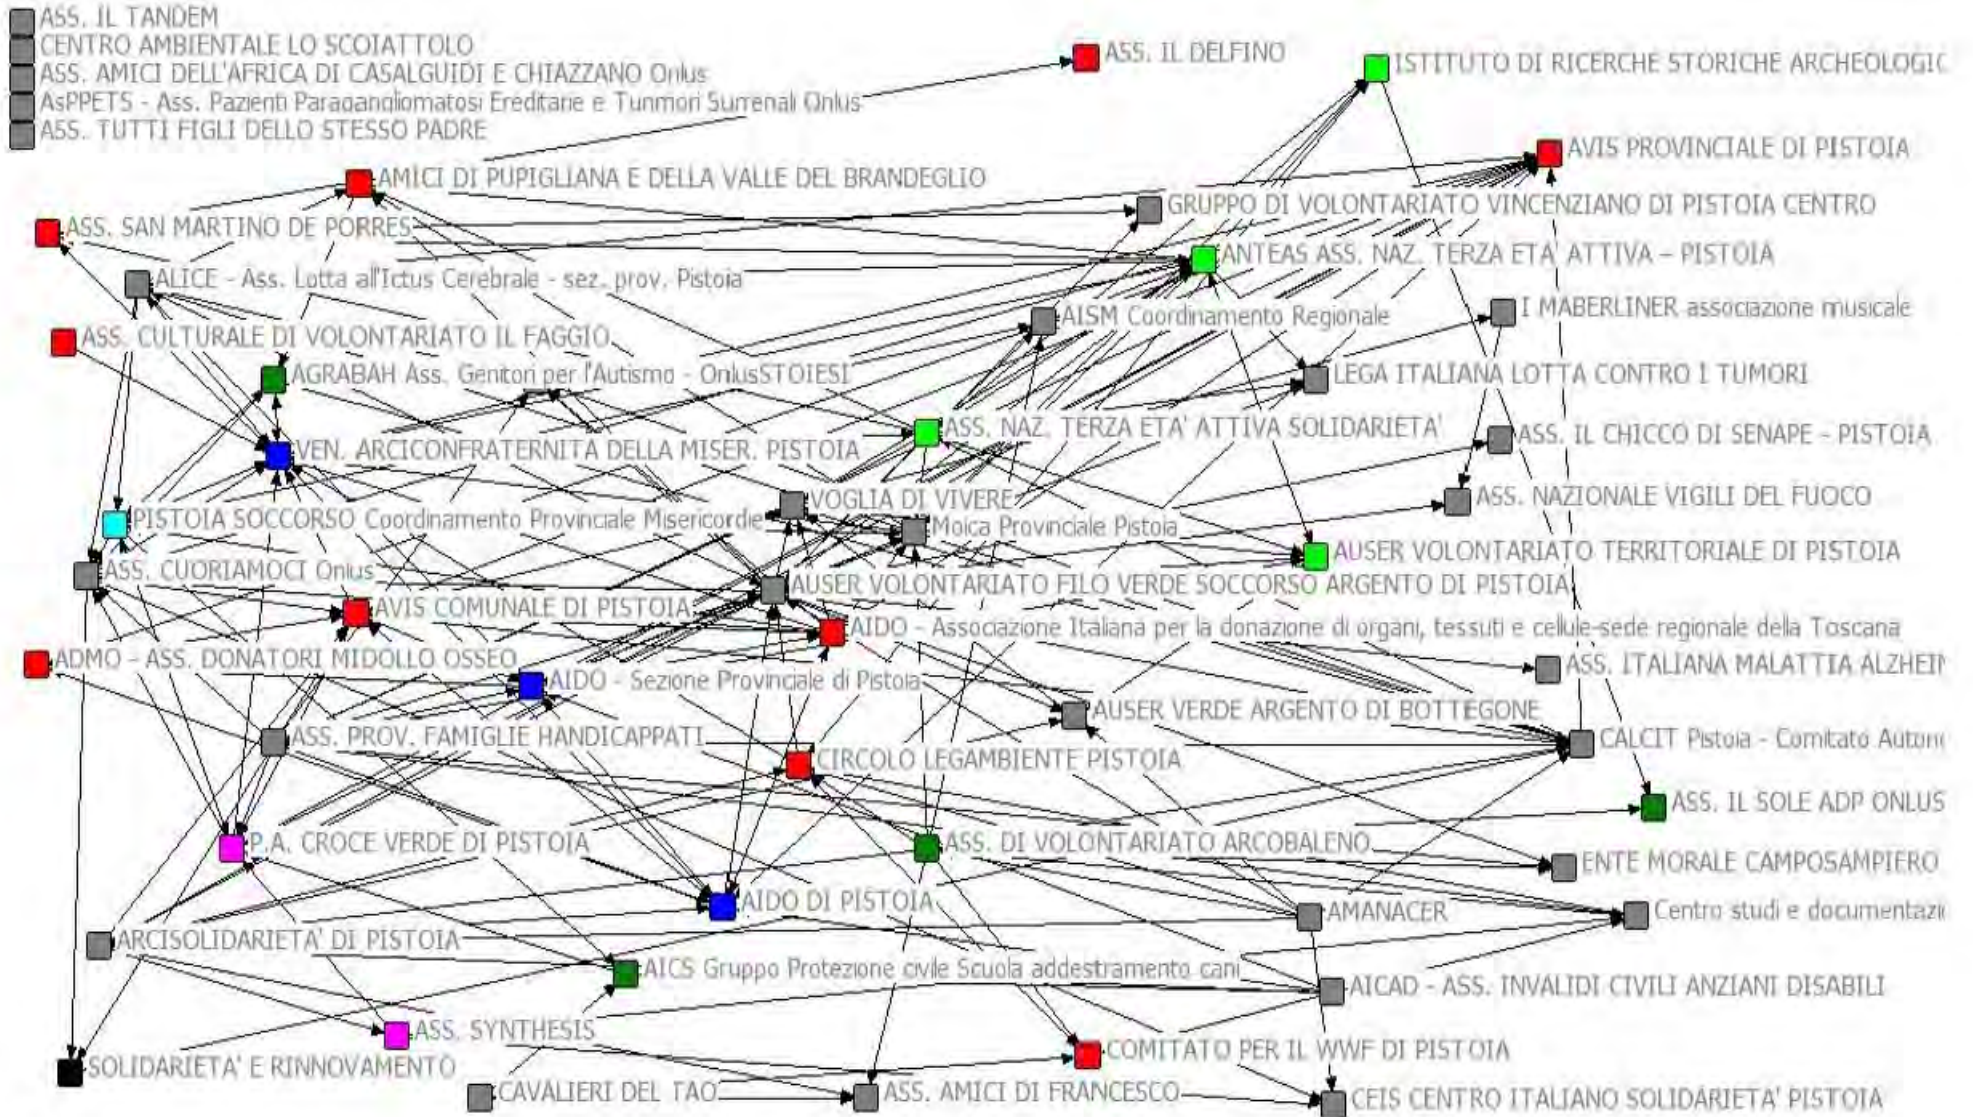 ASS. IL TANDEM
CENTRO AMBIENTALE LO SCOIATTOLO
ASS. IL DELFINO
ISTITUTO DI RICERCHE STORICHE ARCHEOLOGIC
ASS. AMICI DELL'AFRICA DI CASALGUIDI E CHIAZZANO Onlus
AsPPETS - Ass. Pazienti Paragangliomatosi Ereditarie e Tunmori Surrenali Onlus
ASS. TUTTI FIGLI DELLO STESSO PADRE
AVIS PROVINCIALE DI PISTOIA
AMICI DI PUPIGLIANA E DELLA VALLE DEL BRANDEGLIO
GRUPPO DI VOLONTARIATO VINCENZIANO DI PISTOIA CENTRO
ASS. SAN MARTINO DE PORRES
ANTEAS ASS. NAZ. TERZA ETA' ATTIVA – PISTOIA
ALICE - Ass. Lotta all'Ictus Cerebrale - sez. prov. Pistoia
I MABERLINER associazione musicale
AISM Coordinamento Regionale
ASS. CULTURALE DI VOLONTARIATO IL FAGGIO
AGRABAH Ass. Genitori per l'Autismo - OnlusSTOIESI
LEGA ITALIANA LOTTA CONTRO I TUMORI
ASS. NAZ. TERZA ETA' ATTIVA SOLIDARIETA'
ASS. IL CHICCO DI SENAPE - PISTOIA
VEN. ARCICONFRATERNITA DELLA MISER. PISTOIA
VOGLIA DI VIVERE
ASS. NAZIONALE VIGILI DEL FUOCO
PISTOIA SOCCORSO Coordinamento Provinciale Misericordie
Moica Provinciale Pistoia
AUSER VOLONTARIATO TERRITORIALE DI PISTOIA
ASS. CUORIAMOCI Onlus
AUSER VOLONTARIATO FILO VERDE SOCCORSO ARGENTO DI PISTOIA
AVIS COMUNALE DI PISTOIA
AIDO - Associazione Italiana per la donazione di organi, tessuti e cellule-sede regionale della Toscana
ADMO - ASS. DONATORI MIDOLLO OSSEO
ASS. ITALIANA MALATTIA ALZHEIM
AIDO - Sezione Provinciale di Pistoia
AUSER VERDE ARGENTO DI BOTTEGONE
ASS. PROV. FAMIGLIE HANDICAPPATI
CALCIT Pistoia - Comitato Auton
CIRCOLO LEGAMBIENTE PISTOIA
ASS. IL SOLE ADP ONLUS
P.A. CROCE VERDE DI PISTOIA
ASS. DI VOLONTARIATO ARCOBALENO
ENTE MORALE CAMPOSAMPIERO
AIDO DI PISTOIA
AMANACER
Centro studi e documentazi
ARCISOLIDARIETA' DI PISTOIA
AICS Gruppo Protezione civile Scuola addestramento cani
AICAD - ASS. INVALIDI CIVILI ANZIANI DISABILI
ASS. SYNTHESIS
COMITATO PER IL WWF DI PISTOIA
SOLIDARIETA' E RINNOVAMENTO
CAVALIERI DEL TAO
ASS. AMICI DI FRANCESCO
CEIS CENTRO ITALIANO SOLIDARIETA' PISTOIA